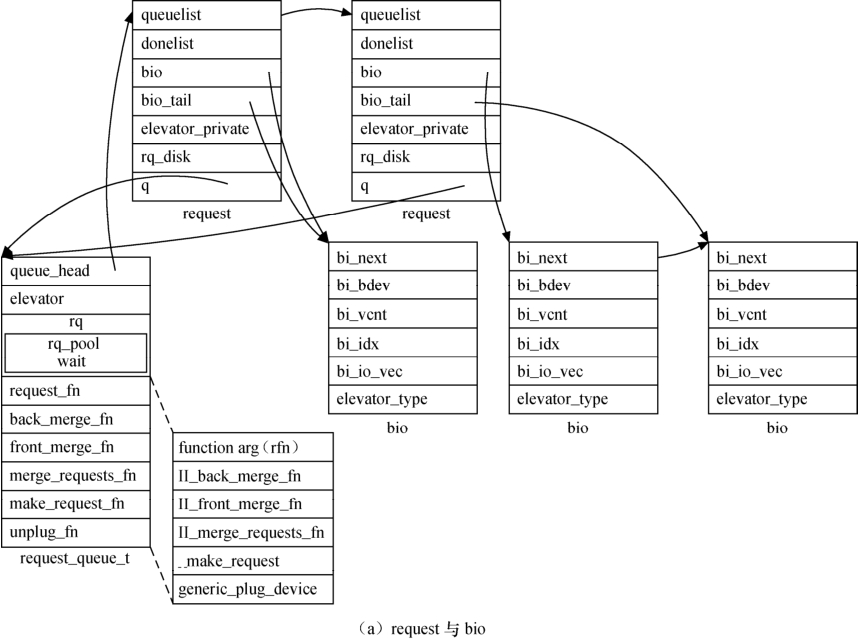 queuelist
donelist
bio
bio_tail
elevator_private
rq_disk
q
request
queuelist
donelist
bio
bio_tail
elevator_private
rq_disk
q
request
queue_head
elevator
rq
rq_pool
wait
request_fn
back_merge_fn
front_merge_fn
merge_requests_fn
make_request_fn
unplug_fn
request_queue_t
function arg（rfn）
II_back_merge_fn
II_front_merge_fn
II_merge_requests_fn
__make_request
generic_plug_device
bi_next
bi_bdev
bi_vcnt
bi_idx
bi_io_vec
elevator_type
bio
bi_next
bi_bdev
bi_vcnt
bi_idx
bi_io_vec
elevator_type
bio
bi_next
bi_bdev
bi_vcnt
bi_idx
bi_io_vec
elevator_type
bio
（a）request 与 bio